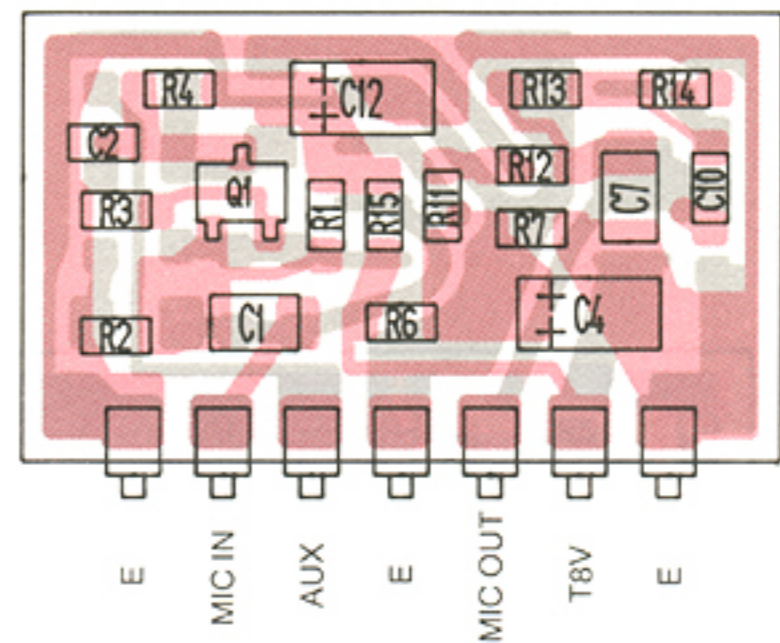 R4 C12 R13 R14
C2 R12
R3 Q1 R1 R15 R11 R7 C7 C10
R2 C1 R6 C4
E
MIC IN
AUX
E
MIC OUT
T8V
E